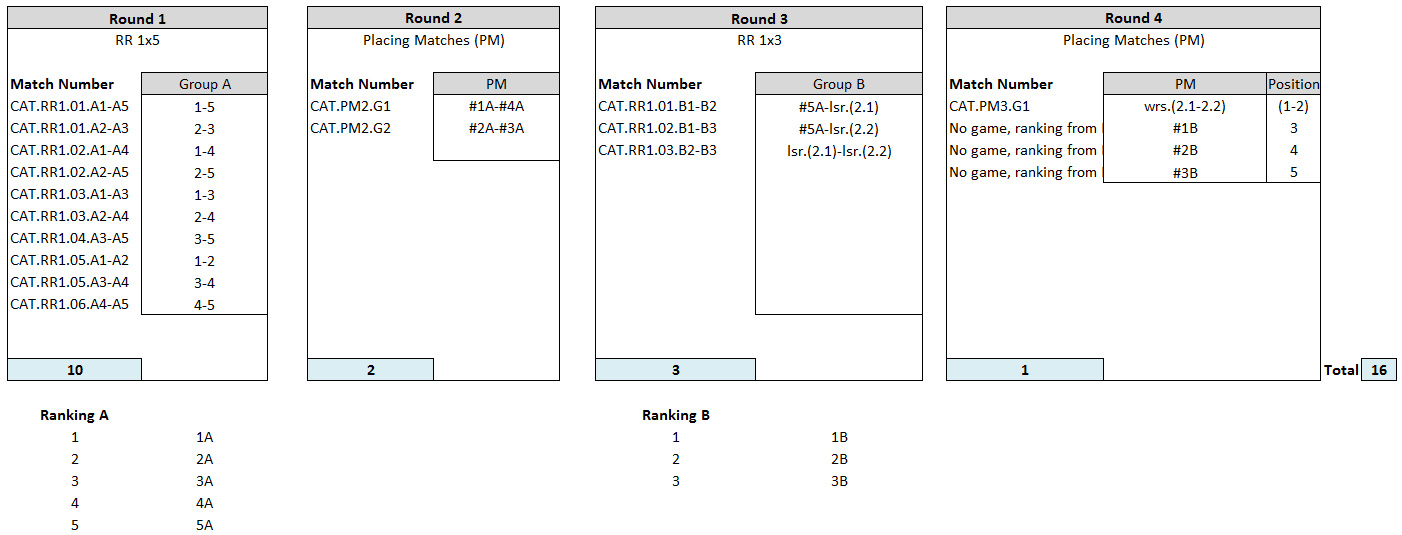 Round 1 Round 2 Round 3 Round 4
RR 1x5 Placing Matches (PM) RR 1x3 Placing Matches (PM)
Match Number Group A Match Number PM Match Number Group B Match Number PM Position
CAT.RR1.01.A1-A5 1-5 CAT.PM2.G1 #1A-#4A CAT.RR1.01.B1-B2 #5A-lsr.(2.1) CAT.PM3.G1 wrs.(2.1-2.2) (1-2)
CAT.RR1.01.A2-A3 2-3 CAT.PM2.G2 #2A-#3A CAT.RR1.02.B1-B3 #5A-lsr.(2.2) No game, ranking from #1B 3
CAT.RR1.02.A1-A4 1-4 CAT.RR1.03.B2-B3 lsr.(2.1)-lsr.(2.2) No game, ranking from #2B 4
CAT.RR1.02.A2-A5 2-5 No game, ranking from #3B 5
CAT.RR1.03.A1-A3 1-3
CAT.RR1.03.A2-A4 2-4
CAT.RR1.04.A3-A5 3-5
CAT.RR1.05.A1-A2 1-2
CAT.RR1.05.A3-A4 3-4
CAT.RR1.06.A4-A5 4-5
10 2 3 1 Total 16
Ranking A Ranking B
1 1A 1 1B
2 2A 2 2B
3 3A 3 3B
4 4A
5 5A